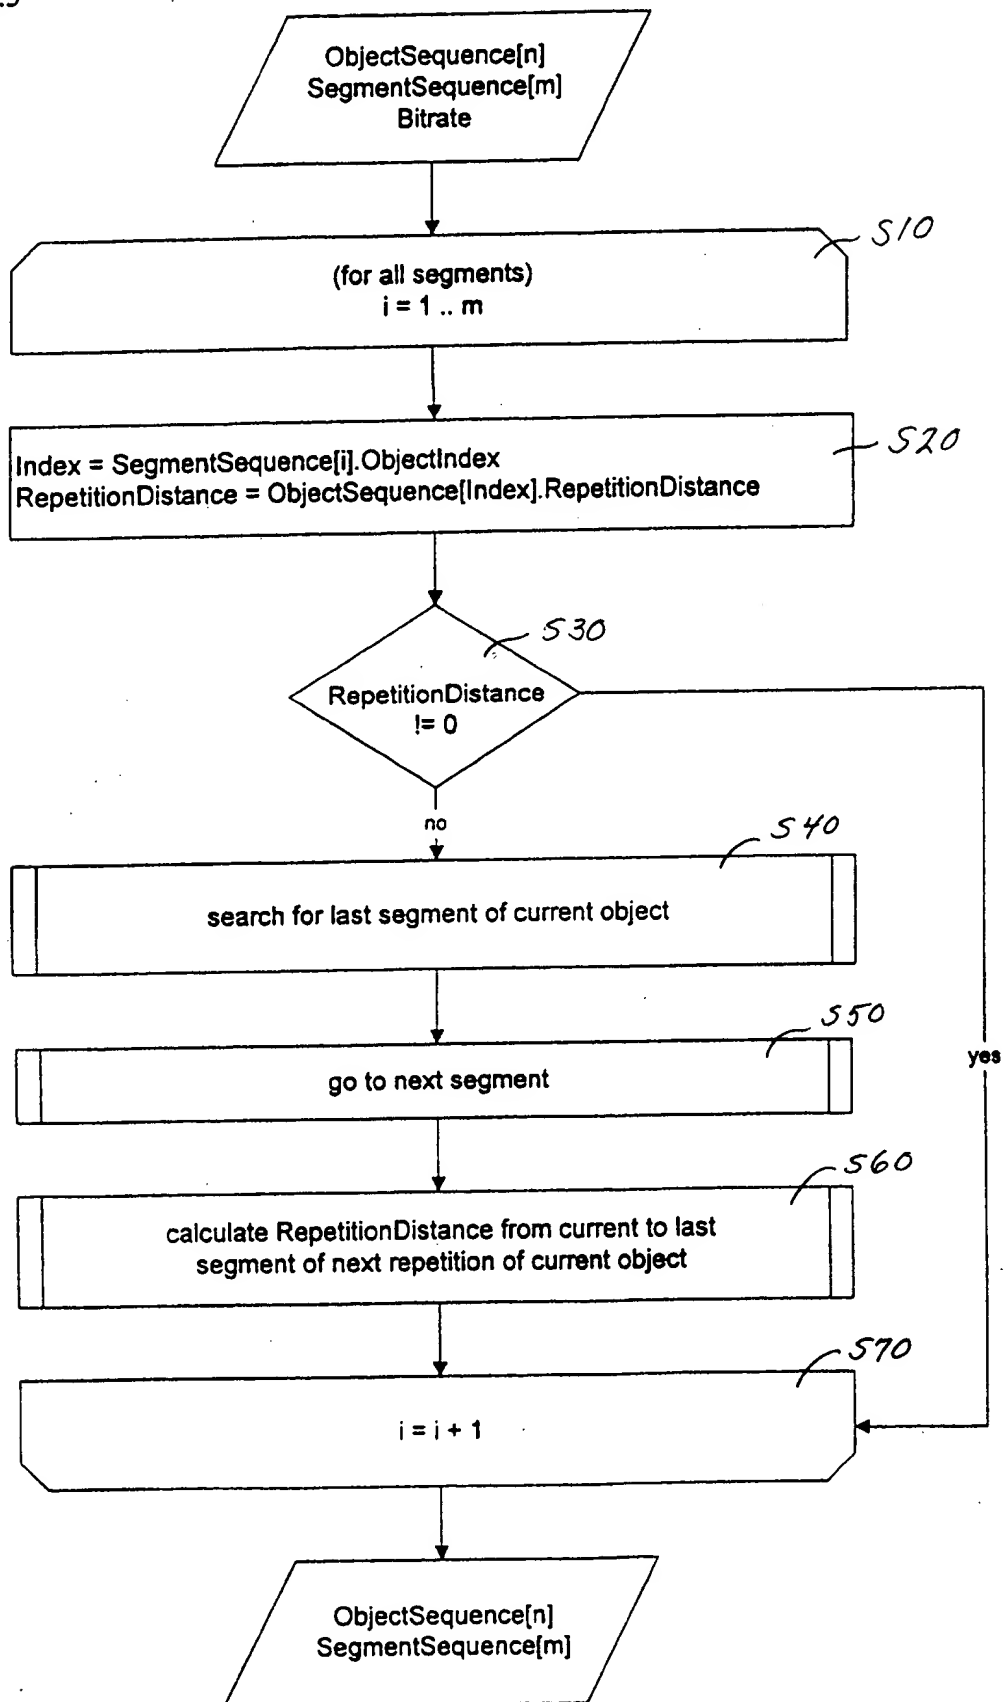 ObjectSequence[n]
SegmentSequence[m]
Bitrate
S10
(for all segments)
i = 1 .. m
S20
Index = SegmentSequence[i].ObjectIndex
RepetitionDistance = ObjectSequence[Index].RepetitionDistance
S30
RepetitionDistance
!= 0
no
S40
search for last segment of current object
S50
go to next segment
yes
S60
calculate RepetitionDistance from current to last
segment of next repetition of current object
S70
i = i + 1
ObjectSequence[n]
SegmentSequence[m]